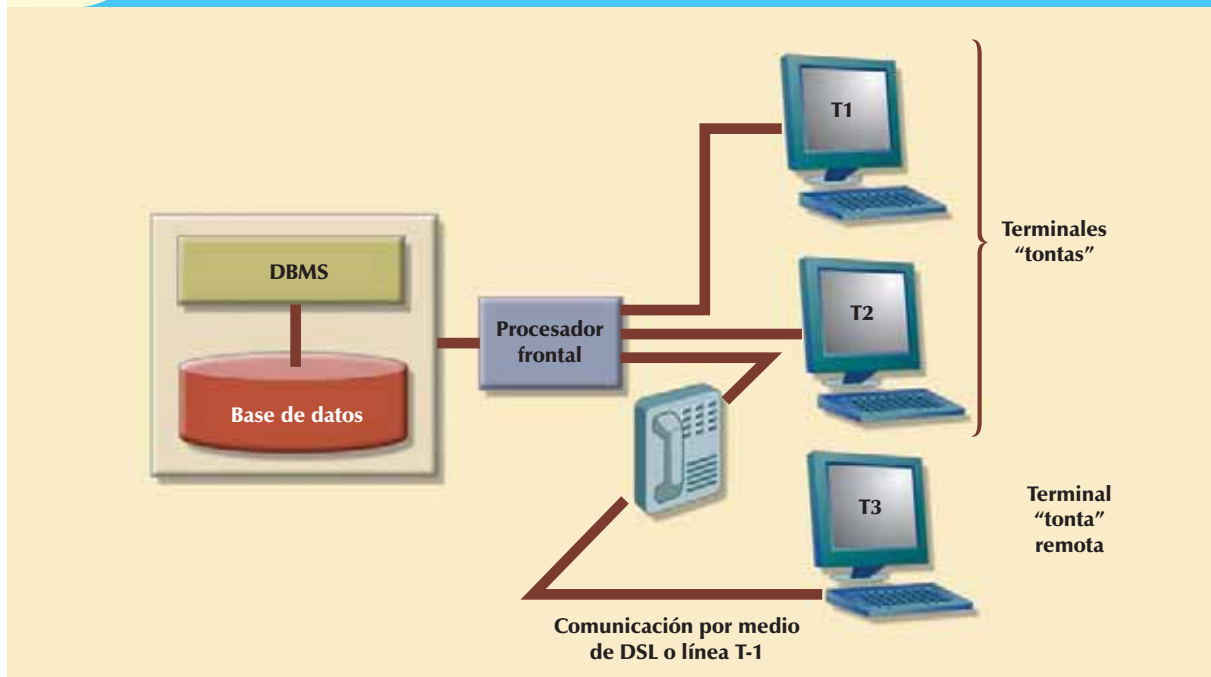 T1
Terminales
“tontas”
DBMS
T2
Procesador
frontal
Base de datos
T3
Terminal
“tonta”
remota
Comunicación por medio
de DSL o línea T-1